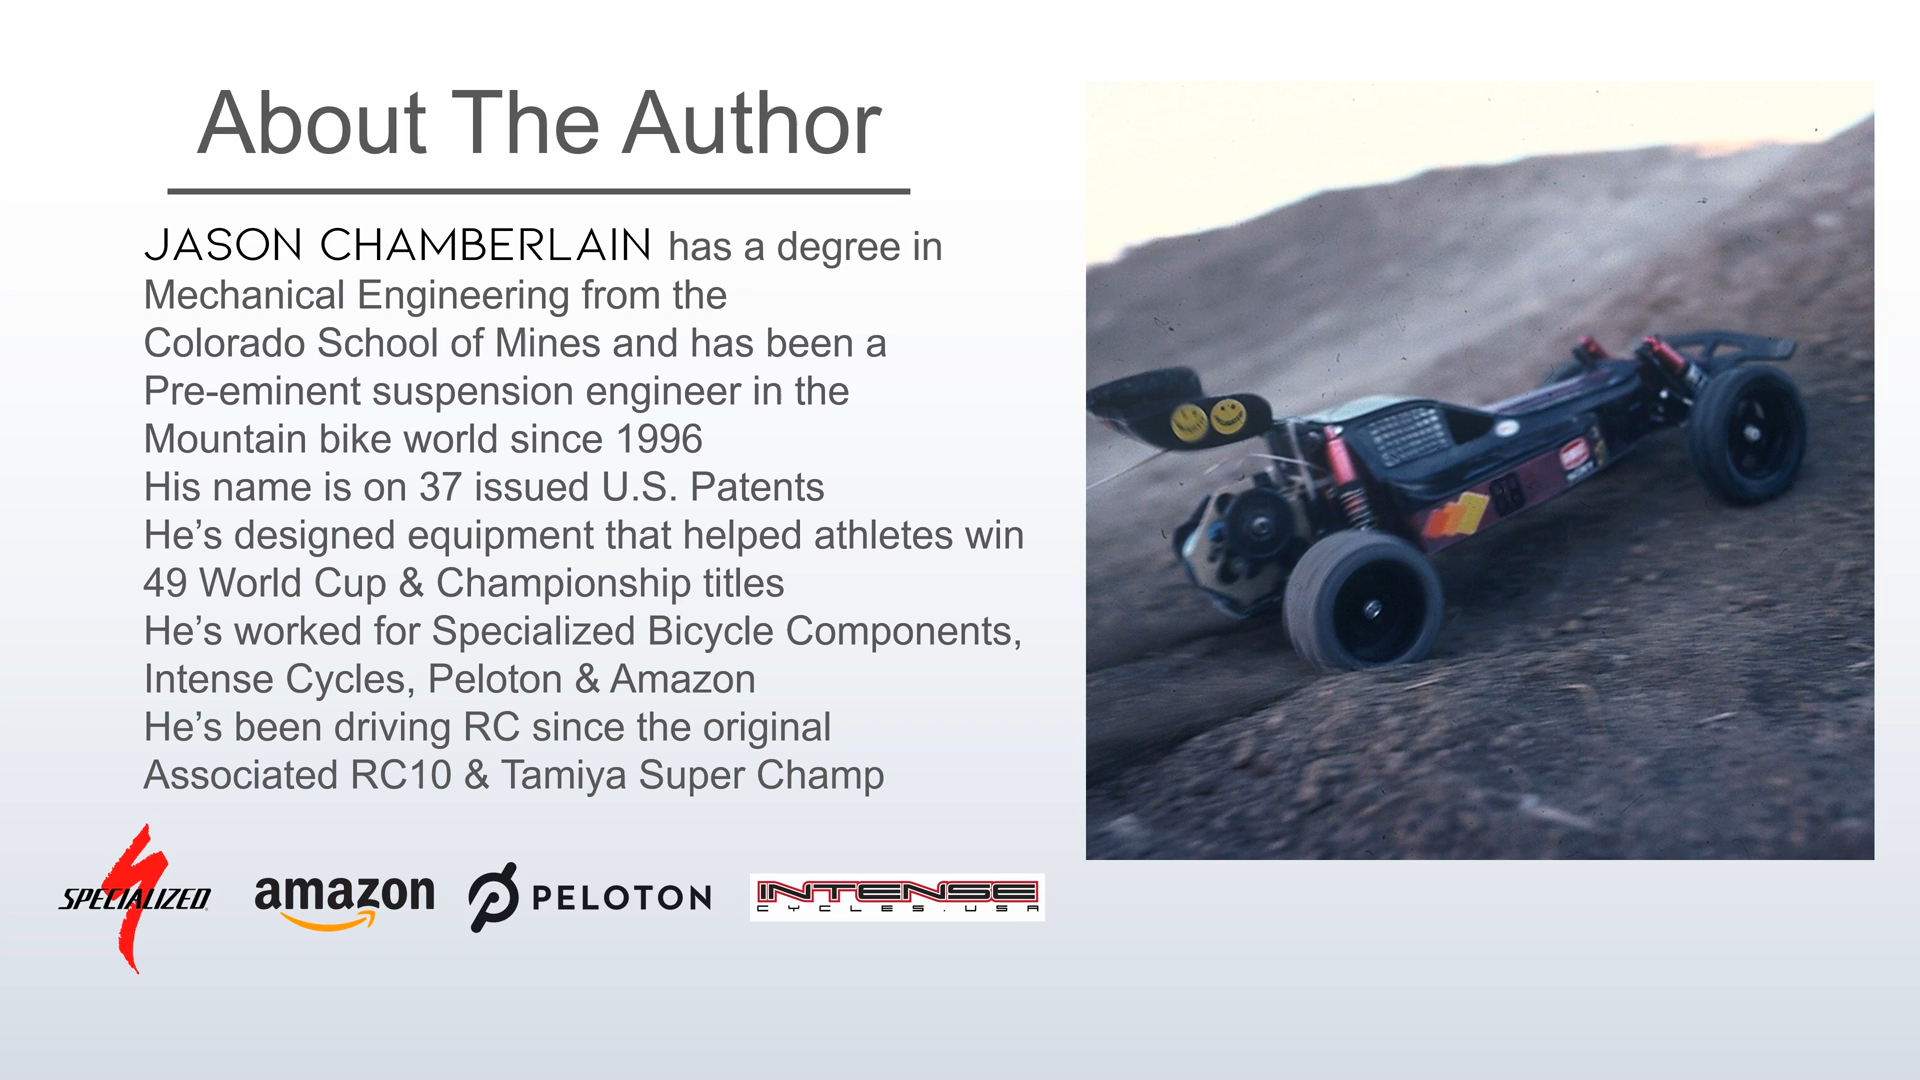 About The Author
JASON CHAMBERLAIN has a degree in
Mechanical Engineering from the
Colorado School of Mines and has been a
Pre-eminent suspension engineer in the
Mountain bike world since 1996
His name is on 37 issued U.S. Patents
He’s designed equipment that helped athletes win
49 World Cup & Championship titles
He’s worked for Specialized Bicycle Components,
Intense Cycles, Peloton & Amazon
He’s been driving RC since the original
Associated RC10 & Tamiya Super Champ
SPECIALIZED
amazon
PELOTON
INTENSE
CYCLES.USA